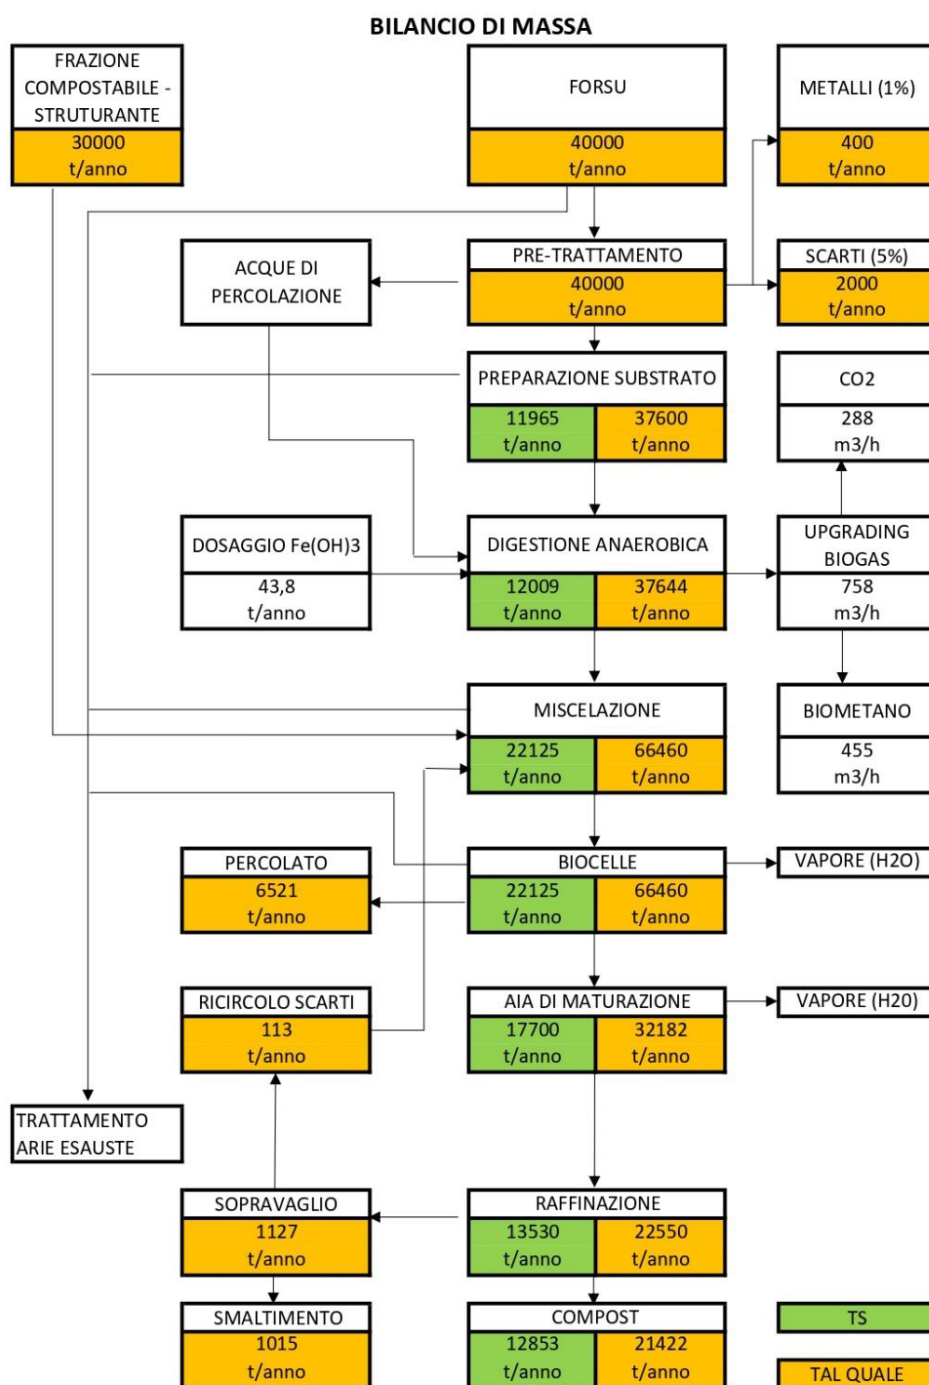 BILANCIO DI MASSA
FRAZIONE
COMPOSTABILE -
STRUTURANTE
30000
t/anno
FORSU
40000
t/anno
METALLI (1%)
400
t/anno
ACQUE DI
PERCOLAZIONE
PRE-TRATTAMENTO
40000
t/anno
SCARTI (5%)
2000
t/anno
PREPARAZIONE SUBSTRATO
11965
t/anno
37600
t/anno
CO2
288
m3/h
DOSAGGIO Fe(OH)3
43,8
t/anno
DIGESTIONE ANAEROBICA
12009
t/anno
37644
t/anno
UPGRADING
BIOGAS
758
m3/h
MISCELAZIONE
22125
t/anno
66460
t/anno
BIOMETANO
455
m3/h
PERCOLATO
6521
t/anno
BIOCELLE
22125
t/anno
66460
t/anno
VAPORE (H2O)
RICIRCOLO SCARTI
113
t/anno
AIA DI MATURAZIONE
17700
t/anno
32182
t/anno
VAPORE (H20)
TRATTAMENTO
ARIE ESAUSTE
SOPRAVAGLIO
1127
t/anno
RAFFINAZIONE
13530
t/anno
22550
t/anno
SMALTIMENTO
1015
t/anno
COMPOST
12853
t/anno
21422
t/anno
TS
TAL QUALE